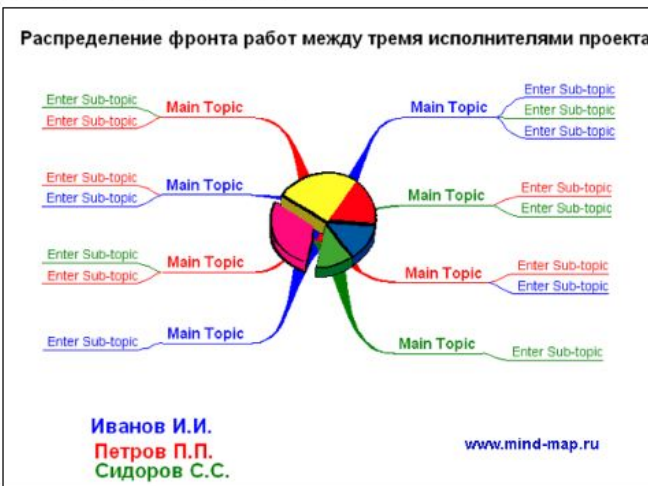 Распределение фронта работ между тремя исполнителями проекта
Enter Sub-topic
Enter Sub-topic
Main Topic
Enter Sub-topic
Enter Sub-topic
Main Topic
Enter Sub-topic
Enter Sub-topic
Main Topic
Enter Sub-topic
Main Topic
Main Topic
Enter Sub-topic
Enter Sub-topic
Enter Sub-topic
Main Topic
Enter Sub-topic
Enter Sub-topic
Main Topic
Enter Sub-topic
Enter Sub-topic
Main Topic
Enter Sub-topic
Иванов И.И.
Петров П.П.
Сидоров С.С.
www.mind-map.ru